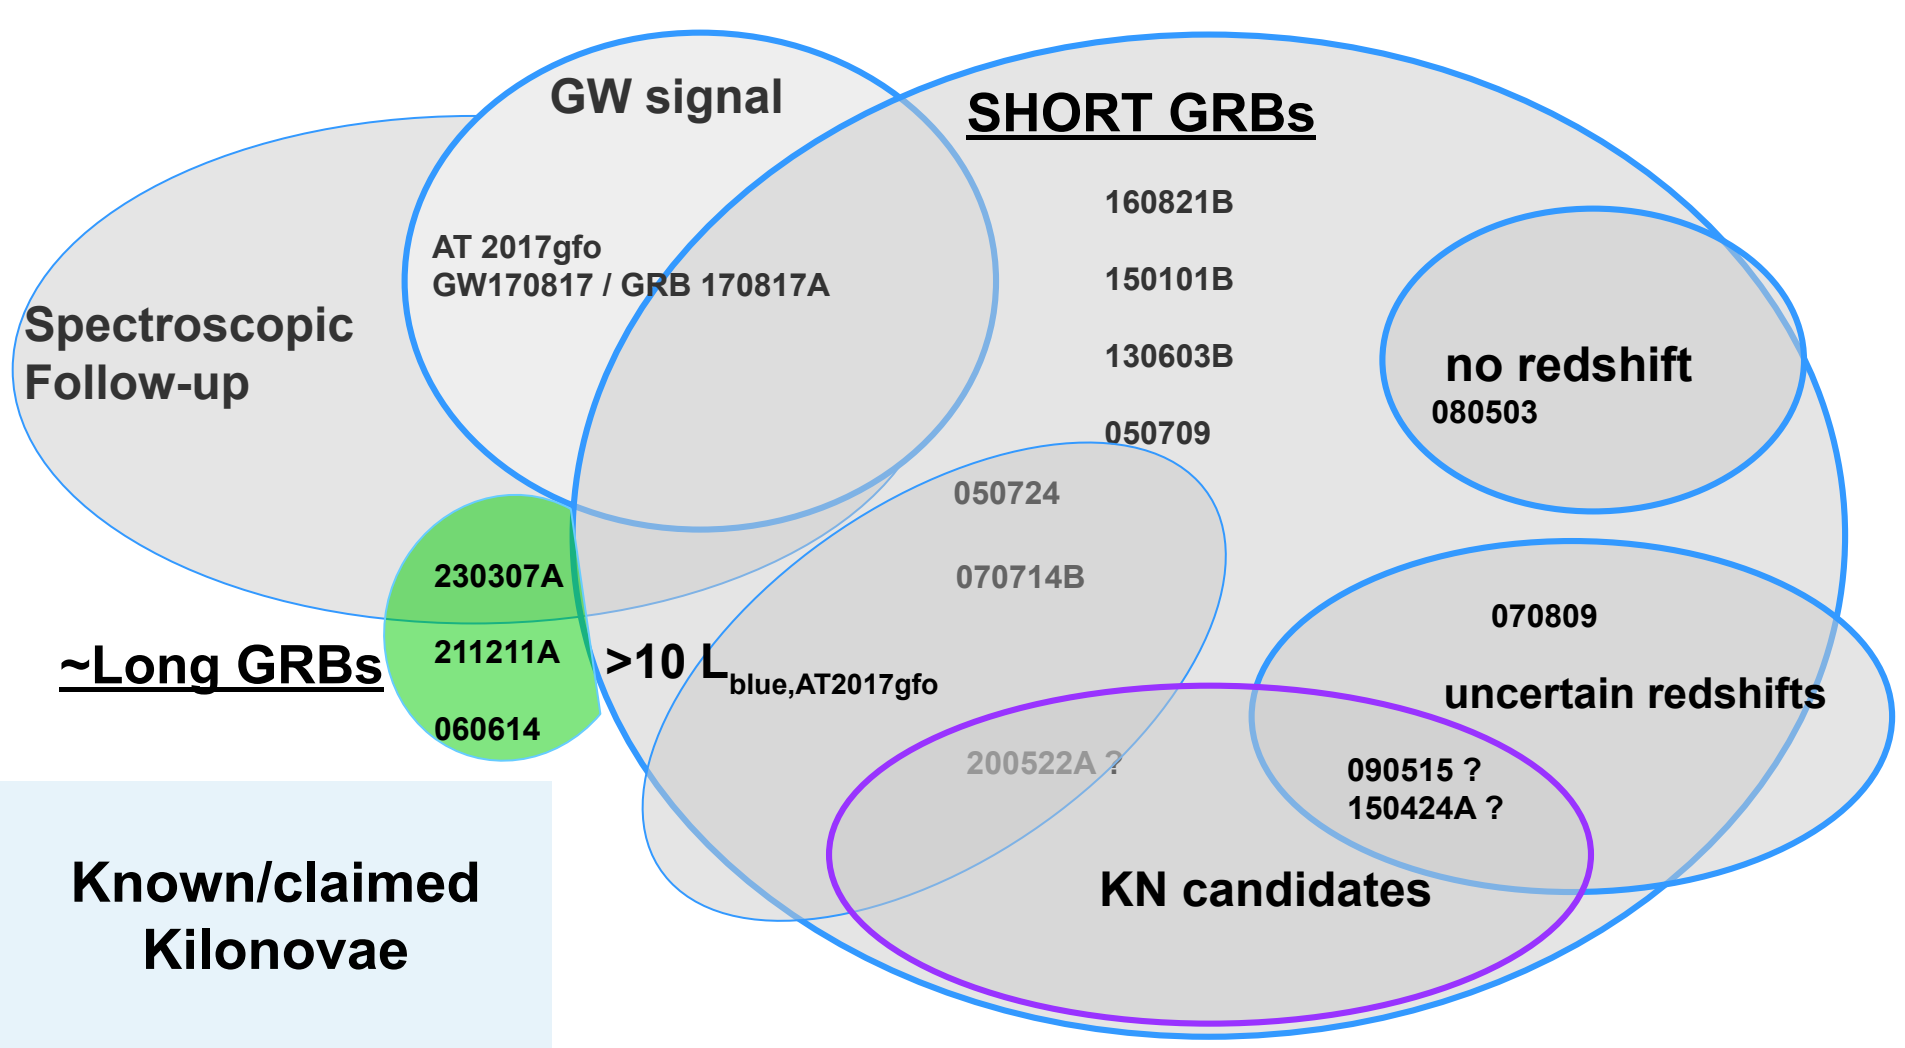 GW signal
SHORT GRBs
160821B
AT 2017gfo
GW170817 / GRB 170817A
150101B
Spectroscopic
Follow-up
130603B
no redshift
080503
050709
050724
230307A
070714B
070809
~Long GRBs
211211A
>10 Lblue,AT2017gfo
uncertain redshifts
060614
200522A ?
090515 ?
150424A ?
Known/claimed
Kilonovae
KN candidates